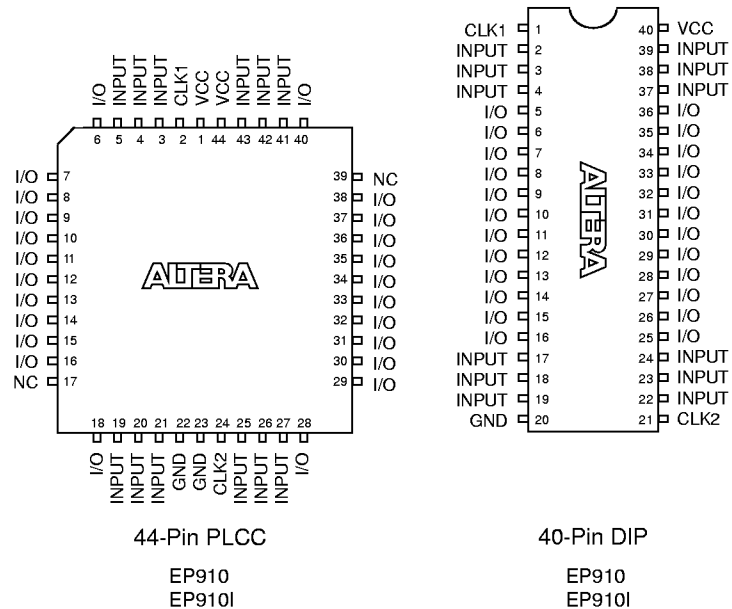 I/O INPUT INPUT INPUT CLK1 VCC VCC INPUT INPUT INPUT I/O
6 5 4 3 2 1 44 43 42 41 40
I/O 7 39 NC
I/O 8 38 I/O
I/O 9 37 I/O
I/O 10 36 I/O
I/O 11 35 I/O
I/O 12 34 I/O
I/O 13 33 I/O
I/O 14 32 I/O
I/O 15 31 I/O
I/O 16 30 I/O
NC 17 29 I/O
ALTERA
18 19 20 21 22 23 24 25 26 27 28
I/O INPUT INPUT INPUT GND GND CLK2 INPUT INPUT INPUT I/O
44-Pin PLCC
EP910
EP910I
CLK1 1 40 VCC
INPUT 2 39 INPUT
INPUT 3 38 INPUT
INPUT 4 37 INPUT
I/O 5 36 I/O
I/O 6 35 I/O
I/O 7 34 I/O
I/O 8 33 I/O
I/O 9 32 I/O
I/O 10 31 I/O
I/O 11 30 I/O
I/O 12 29 I/O
I/O 13 28 I/O
I/O 14 27 I/O
I/O 15 26 I/O
I/O 16 25 I/O
INPUT 17 24 INPUT
INPUT 18 23 INPUT
INPUT 19 22 INPUT
GND 20 21 CLK2
ALTERA
40-Pin DIP
EP910
EP910I